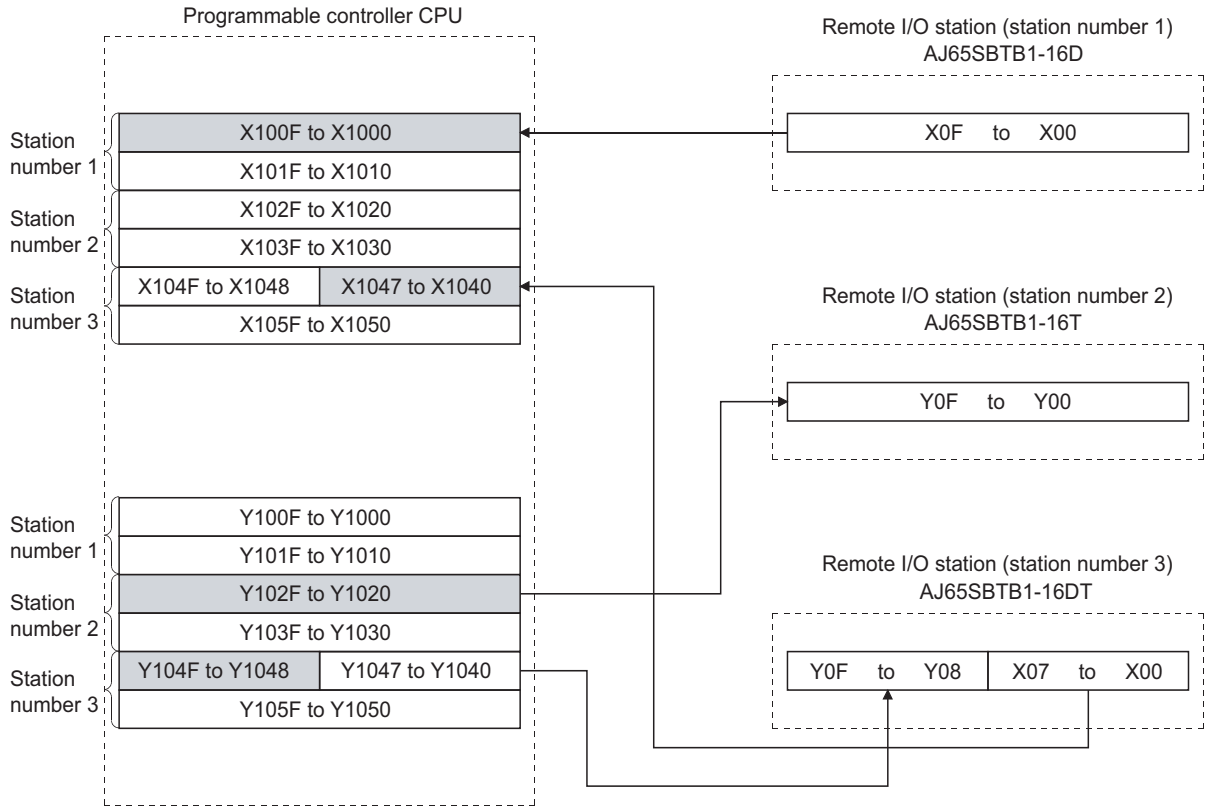 Programmable controller CPU
Station
number 1
X100F to X1000
X101F to X1010
Station
number 2
X102F to X1020
X103F to X1030
Station
number 3
X104F to X1048
X1047 to X1040
X105F to X1050
Station
number 1
Y100F to Y1000
Y101F to Y1010
Station
number 2
Y102F to Y1020
Y103F to Y1030
Station
number 3
Y104F to Y1048
Y1047 to Y1040
Y105F to Y1050
Remote I/O station (station number 1)
AJ65SBTB1-16D
X0F to X00
Remote I/O station (station number 2)
AJ65SBTB1-16T
Y0F to Y00
Remote I/O station (station number 3)
AJ65SBTB1-16DT
Y0F to Y08
X07 to X00